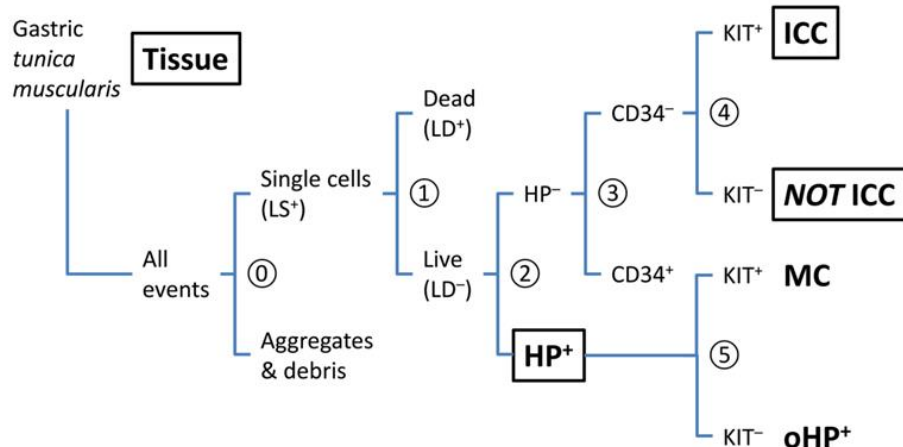 Gastric
tunica
muscularis
Tissue
All
events
⓪
Single cells
(LS⁺)
Aggregates
& debris
①
Dead
(LD⁺)
Live
(LD⁻)
②
HP⁻
HP⁺
③
CD34⁻
CD34⁺
④
KIT⁺ ICC
KIT⁻ NOT ICC
⑤
KIT⁺ MC
KIT⁻ oHP⁺